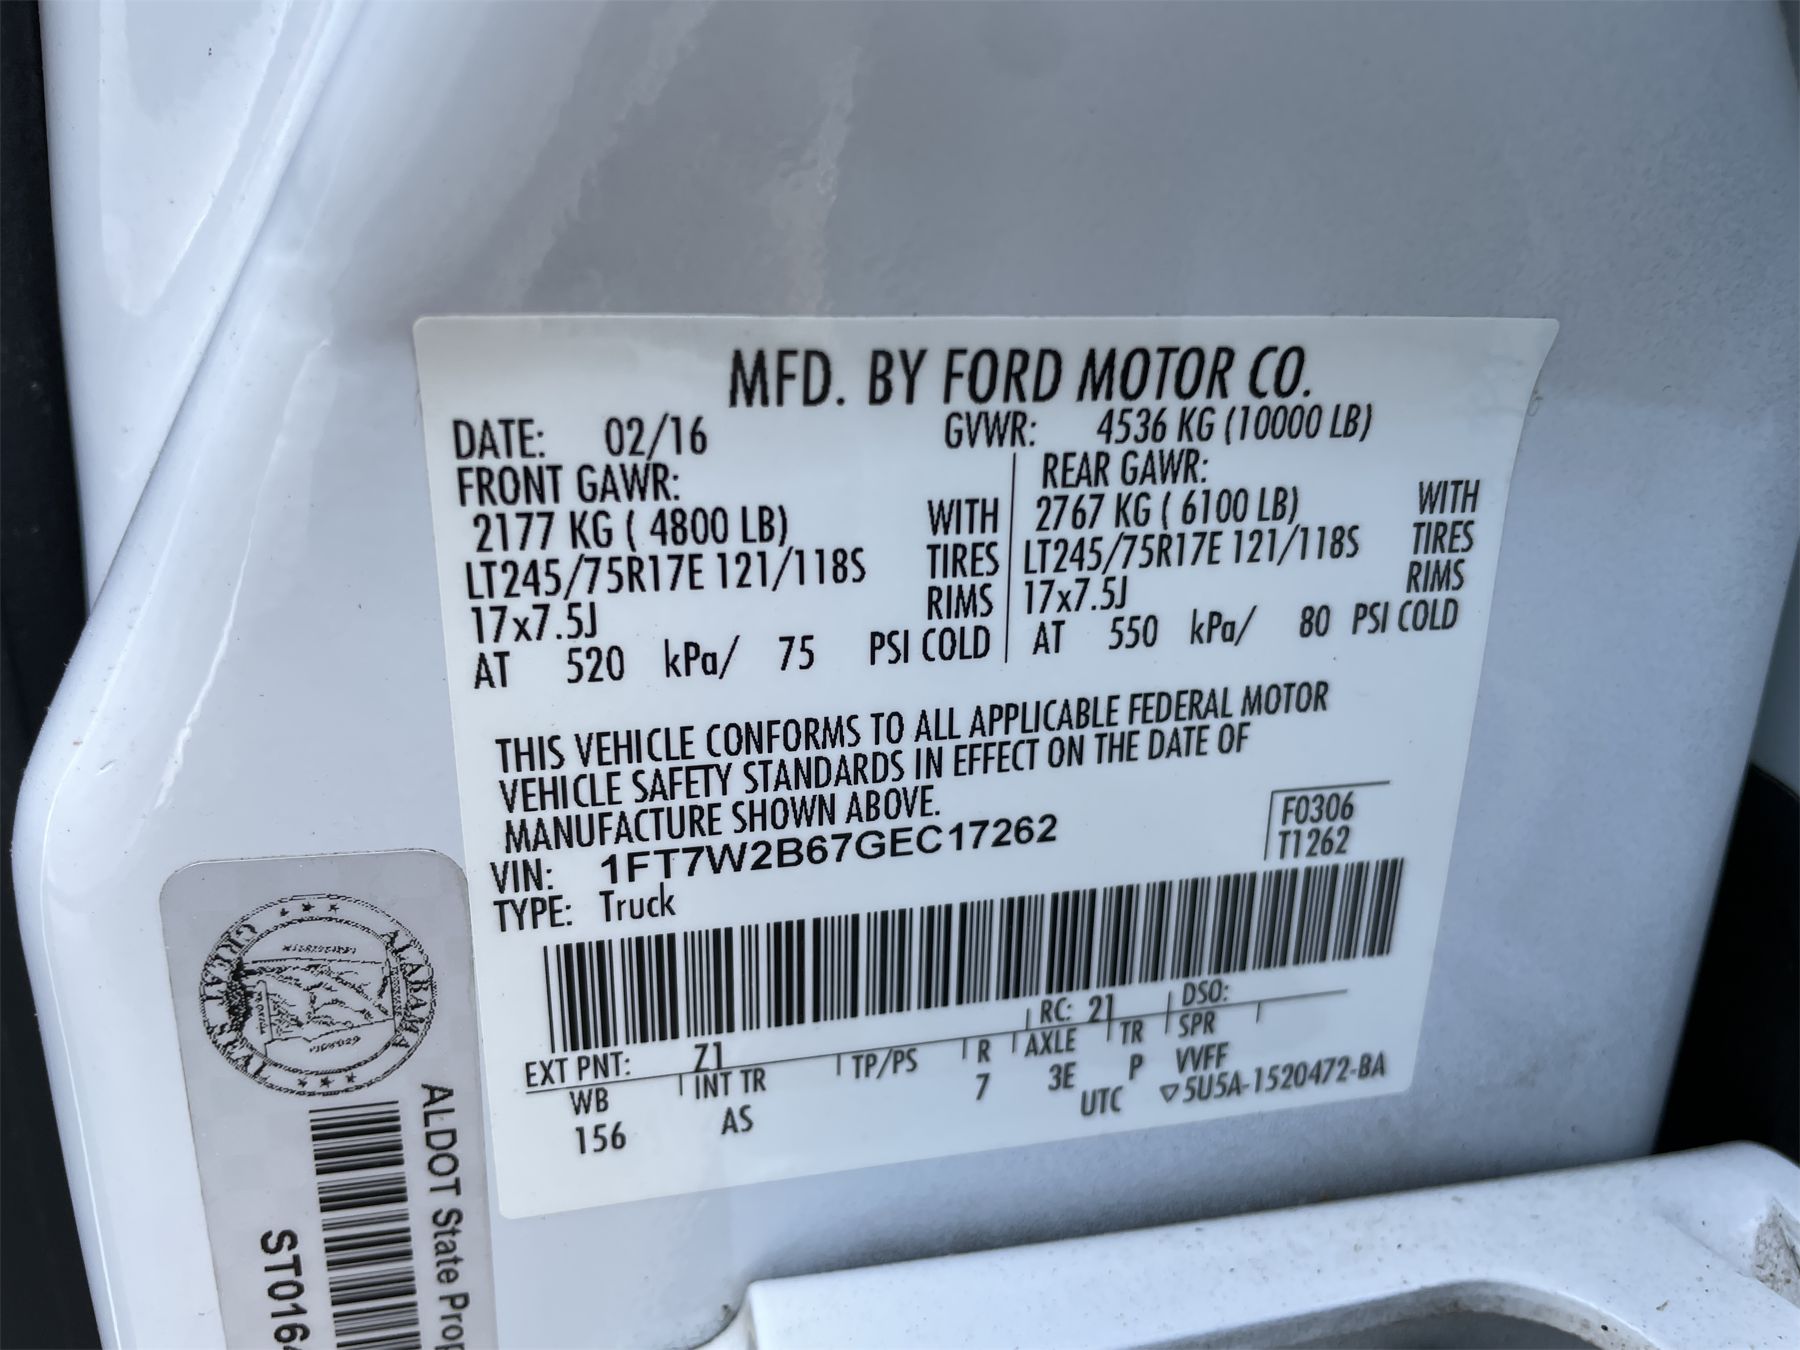 MFD. BY FORD MOTOR CO.
DATE: 02/16 GVWR: 4536 KG (10000 LB)
FRONT GAWR: REAR GAWR:
2177 KG ( 4800 LB) WITH 2767 KG ( 6100 LB) WITH
LT245/75R17E 121/118S TIRES LT245/75R17E 121/118S TIRES
17x7.5J RIMS 17x7.5J RIMS
AT 520 kPa/ 75 PSI COLD AT 550 kPa/ 80 PSI COLD
THIS VEHICLE CONFORMS TO ALL APPLICABLE FEDERAL MOTOR
VEHICLE SAFETY STANDARDS IN EFFECT ON THE DATE OF
MANUFACTURE SHOWN ABOVE.
F0306
VIN: 1FT7W2B67GEC17262 T1262
TYPE: Truck
RC: 21 DSO:
EXT PNT: Z1
WB INT TR TP/PS R AXLE TR SPR
156 AS 7 3E P VVFF
UTC ▽5U5A-1520472-BA
ALABAMA
GREAT SEAL
ALDOT State Prop
ST0164